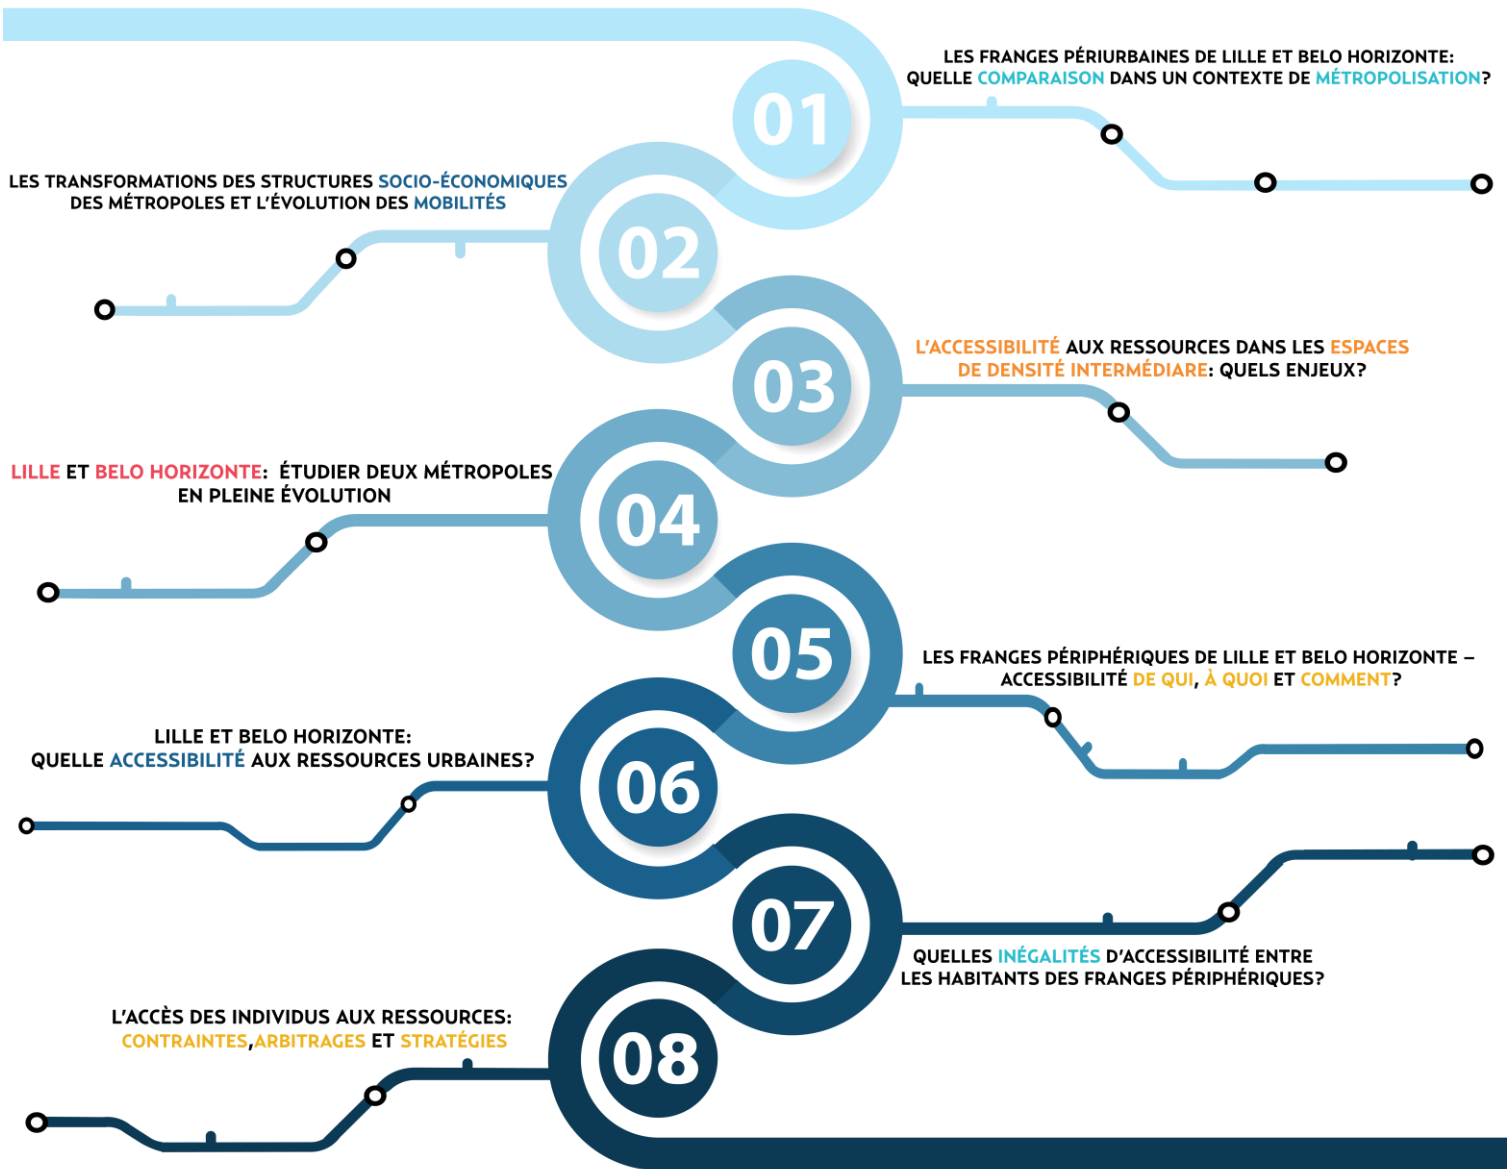 01
LES FRANGES PÉRIURBAINES DE LILLE ET BELO HORIZONTE:
QUELLE COMPARAISON DANS UN CONTEXTE DE MÉTROPOLISATION?
02
LES TRANSFORMATIONS DES STRUCTURES SOCIO-ÉCONOMIQUES
DES MÉTROPOLES ET L'ÉVOLUTION DES MOBILITÉS
03
L'ACCESSIBILITÉ AUX RESSOURCES DANS LES ESPACES
DE DENSITÉ INTERMÉDIARE: QUELS ENJEUX?
04
LILLE ET BELO HORIZONTE: ÉTUDIER DEUX MÉTROPOLES
EN PLEINE ÉVOLUTION
05
LES FRANGES PÉRIPHÉRIQUES DE LILLE ET BELO HORIZONTE –
ACCESSIBILITÉ DE QUI, À QUOI ET COMMENT?
06
LILLE ET BELO HORIZONTE:
QUELLE ACCESSIBILITÉ AUX RESSOURCES URBAINES?
07
QUELLES INÉGALITÉS D'ACCESSIBILITÉ ENTRE
LES HABITANTS DES FRANGES PÉRIPHÉRIQUES?
08
L'ACCÈS DES INDIVIDUS AUX RESSOURCES:
CONTRAINTES,ARBITRAGES ET STRATÉGIES